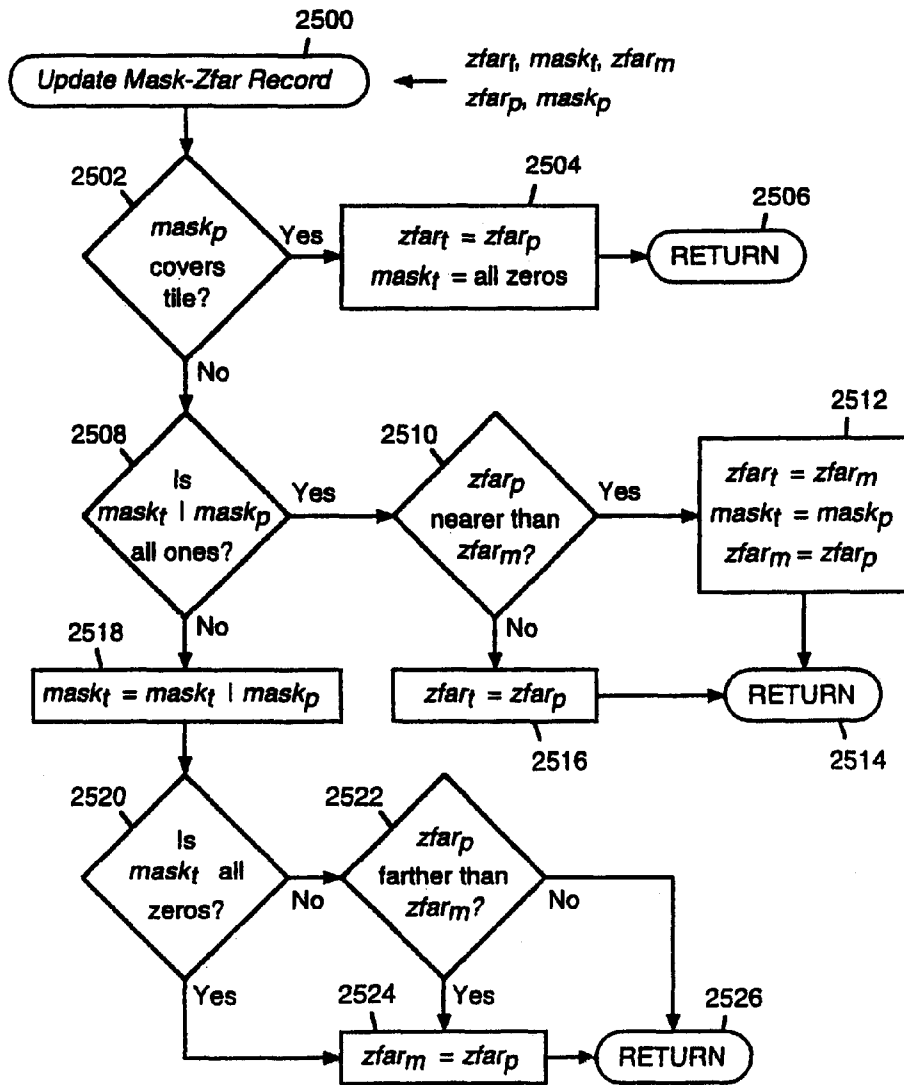 2500
Update Mask-Zfar Record
zfart, maskt, zfarm
zfarp, maskp
2502
maskp
covers
tile?
Yes
No
2504
zfart = zfarp
maskt = all zeros
2506
RETURN
2508
Is
maskt | maskp
all ones?
Yes
No
2510
zfarp
nearer than
zfarm?
Yes
No
2512
zfart = zfarm
maskt = maskp
zfarm = zfarp
2518
maskt = maskt | maskp
zfart = zfarp
2516
RETURN
2514
2520
Is
maskt all
zeros?
No
Yes
2522
zfarp
farther than
zfarm?
No
Yes
2524
zfarm = zfarp
2526
RETURN